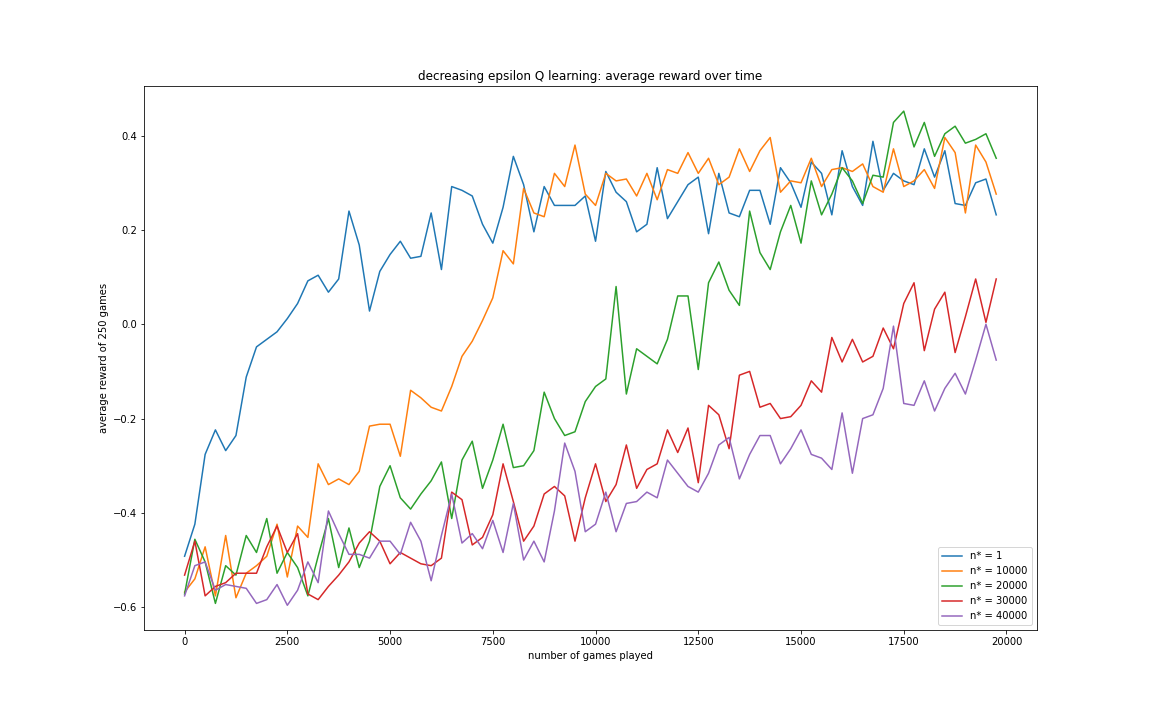 decreasing epsilon Q learning: average reward over time
average reward of 250 games
0.4
0.2
0.0
−0.2
−0.4
−0.6
0 2500 5000 7500 10000 12500 15000 17500 20000
number of games played
n* = 1
n* = 10000
n* = 20000
n* = 30000
n* = 40000